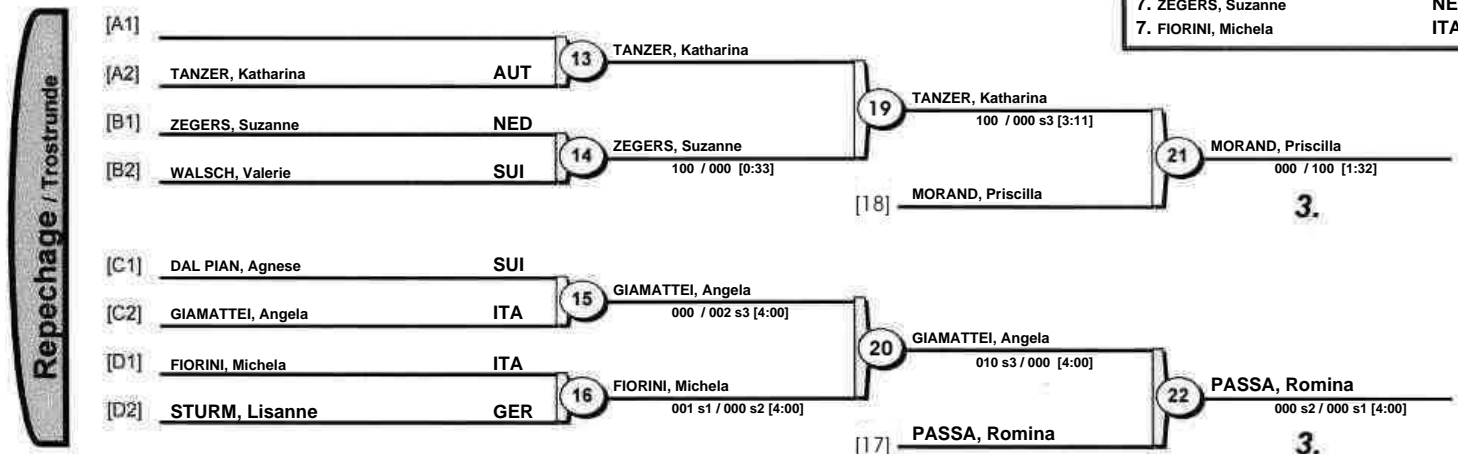 7. ZEGERS, Suzanne NE
7. FIORINI, Michela ITA
Repechage / Trostrunde
[A1]
[A2] TANZER, Katharina AUT
13 TANZER, Katharina
[B1] ZEGERS, Suzanne NED
[B2] WALSCH, Valerie SUI
14 ZEGERS, Suzanne
100 / 000 [0:33]
19 TANZER, Katharina
100 / 000 s3 [3:11]
[18] MORAND, Priscilla
21 MORAND, Priscilla
000 / 100 [1:32]
3.
[C1] DAL PIAN, Agnese SUI
[C2] GIAMATTEI, Angela ITA
15 GIAMATTEI, Angela
000 / 002 s3 [4:00]
[D1] FIORINI, Michela ITA
[D2] STURM, Lisanne GER
16 FIORINI, Michela
001 s1 / 000 s2 [4:00]
20 GIAMATTEI, Angela
010 s3 / 000 [4:00]
[17] PASSA, Romina
22 PASSA, Romina
000 s2 / 000 s1 [4:00]
3.